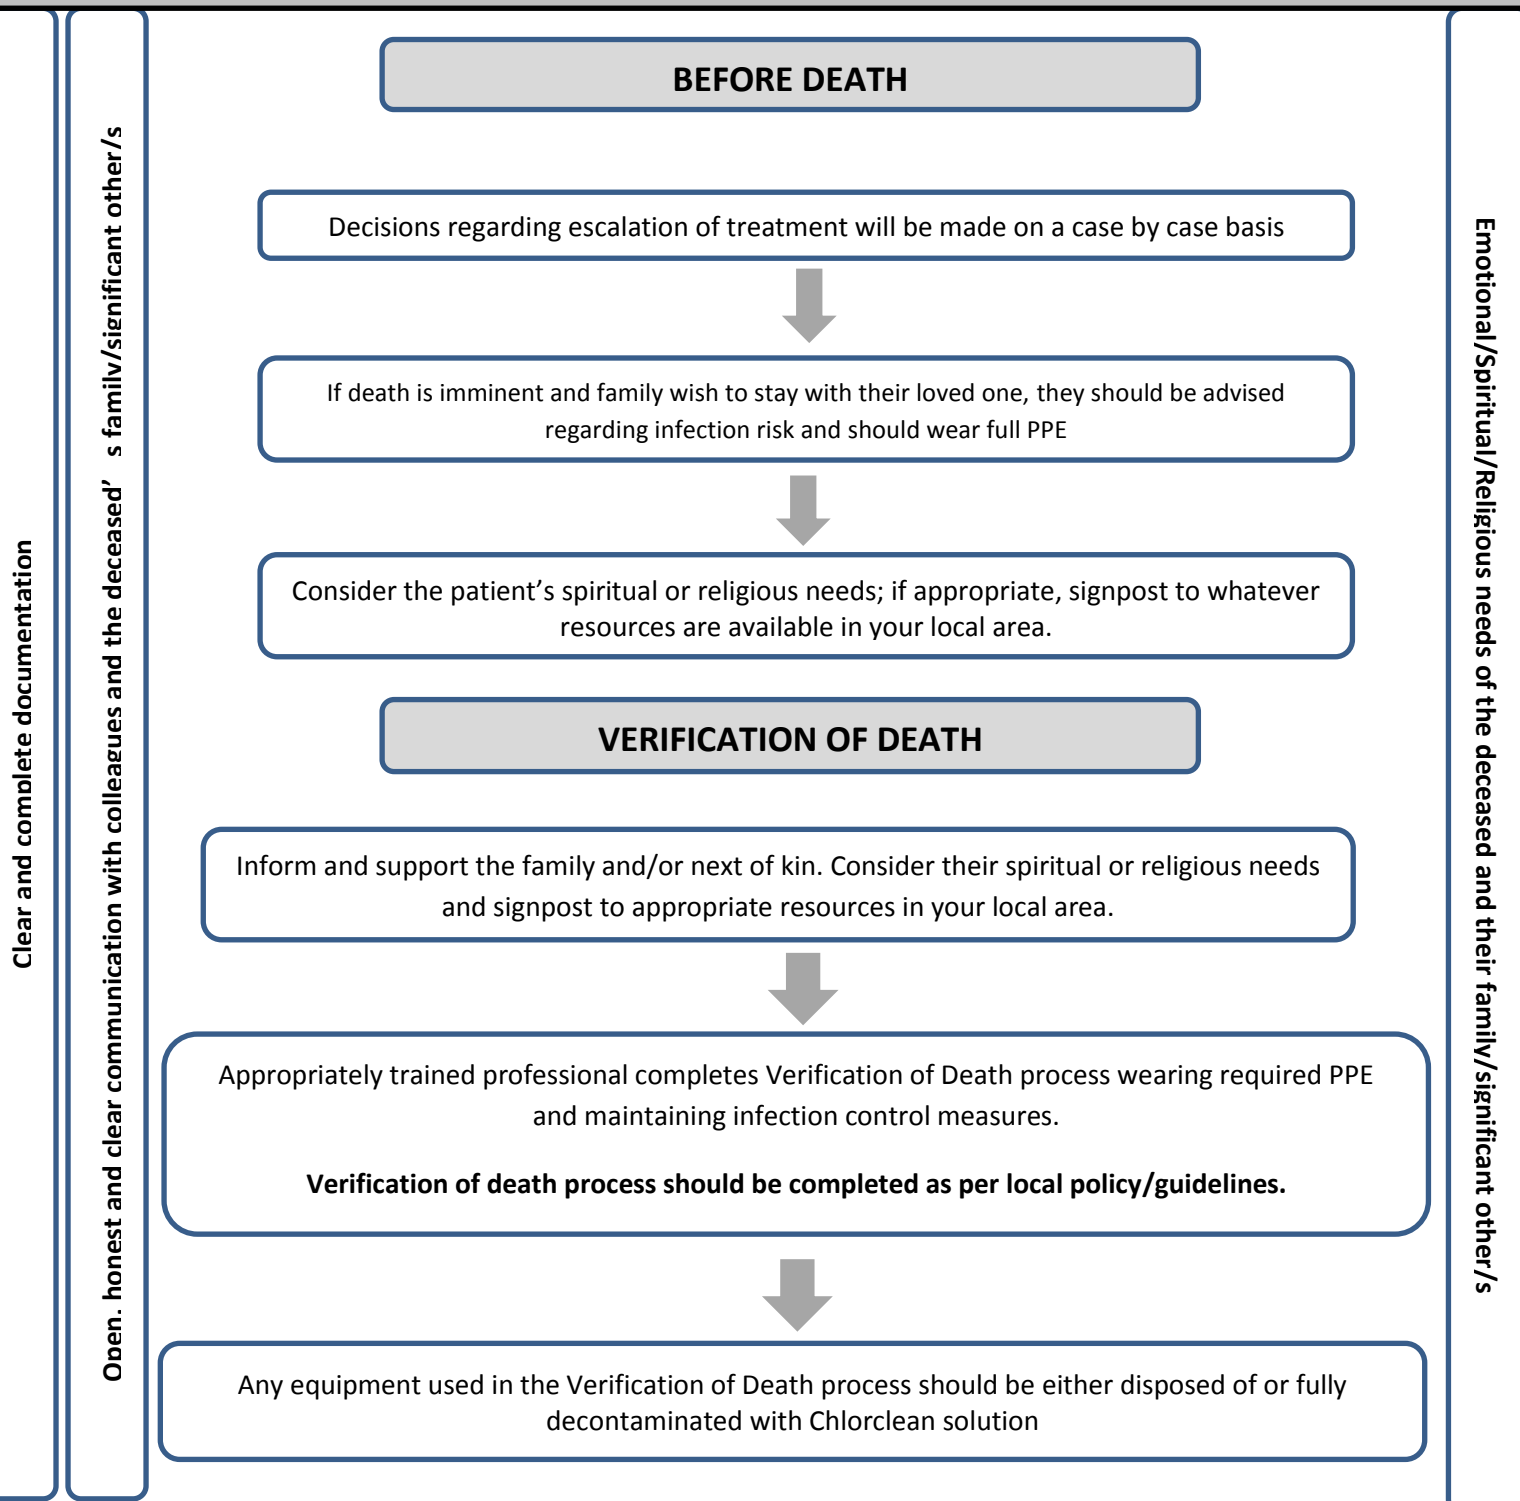 Clear and complete documentation
Open, honest and clear communication with colleagues and the deceased’ s family/significant other/s
BEFORE DEATH
Decisions regarding escalation of treatment will be made on a case by case basis
If death is imminent and family wish to stay with their loved one, they should be advised
regarding infection risk and should wear full PPE
Consider the patient’s spiritual or religious needs; if appropriate, signpost to whatever
resources are available in your local area.
VERIFICATION OF DEATH
Inform and support the family and/or next of kin. Consider their spiritual or religious needs
and signpost to appropriate resources in your local area.
Appropriately trained professional completes Verification of Death process wearing required PPE
and maintaining infection control measures.
Verification of death process should be completed as per local policy/guidelines.
Any equipment used in the Verification of Death process should be either disposed of or fully
decontaminated with Chlorclean solution
Emotional/Spiritual/Religious needs of the deceased and their family/significant other/s